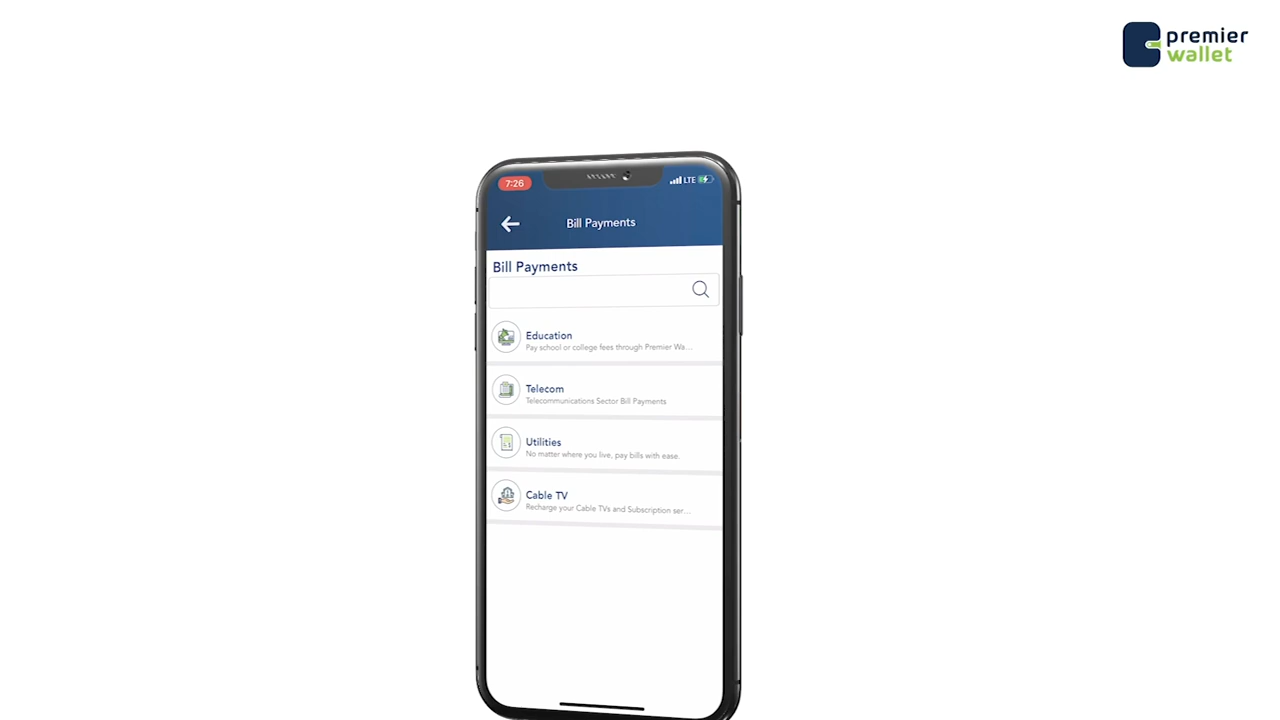 premier
wallet
7:26
LTE
Bill Payments
Bill Payments
Education
Pay school or college fees through Premier Wa...
Telecom
Telecommunications Sector Bill Payments
Utilities
No matter where you live, pay bills with ease.
Cable TV
Recharge your Cable TVs and Subscription ser...